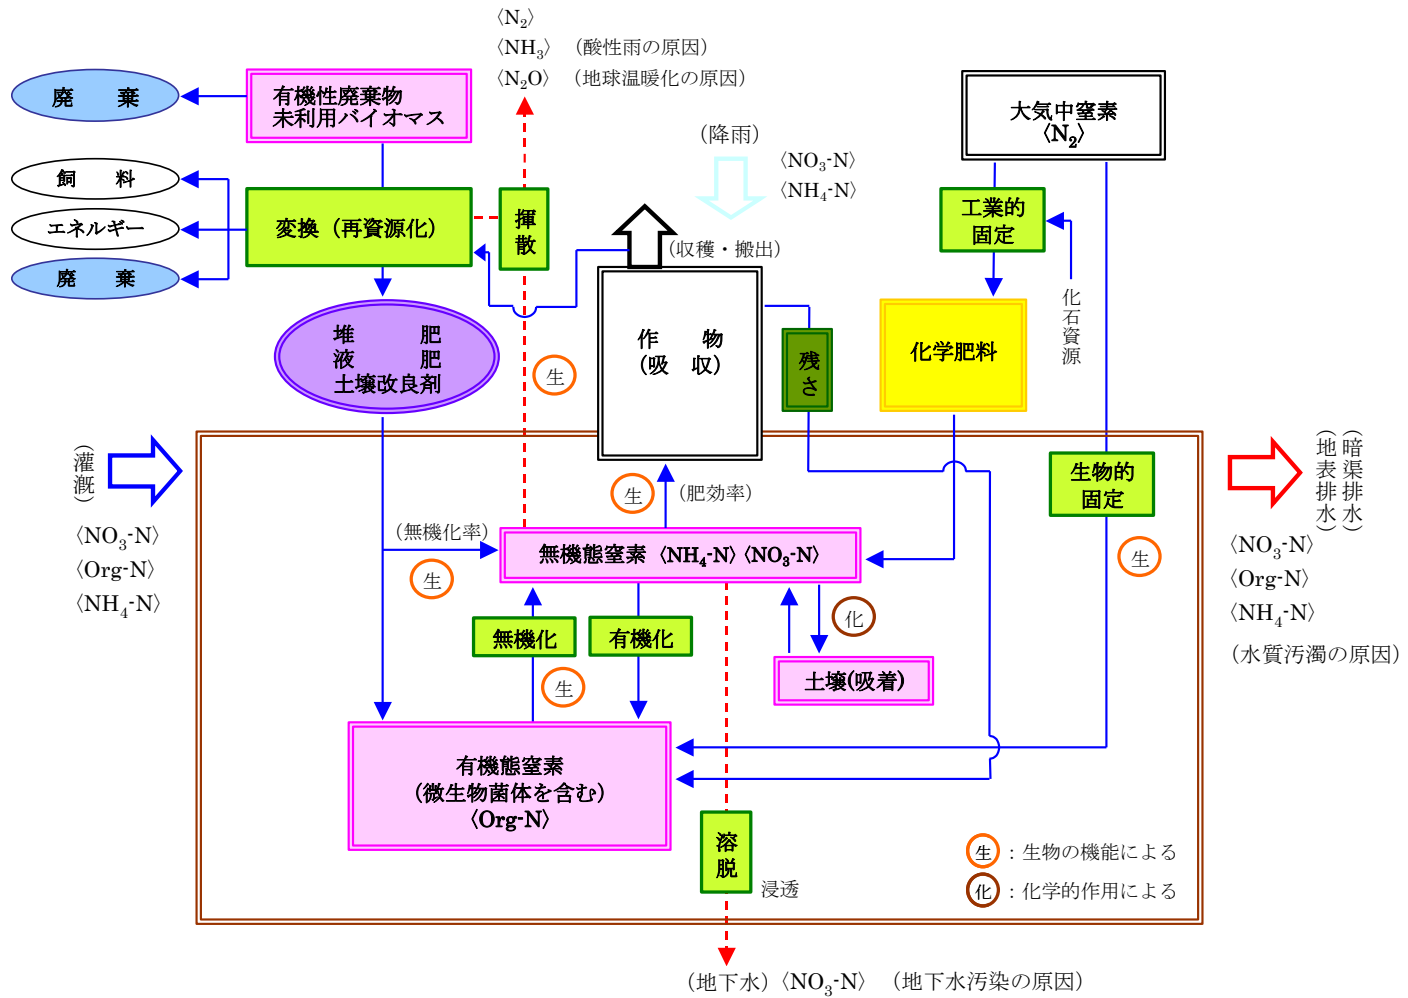 〈N2〉
〈NH3〉（酸性雨の原因）
〈N2O〉（地球温暖化の原因）
廃　棄
有機性廃棄物
未利用バイオマス
大気中窒素
〈N2〉
（降雨）
〈NO3-N〉
〈NH4-N〉
飼　料
エネルギー
廃　棄
変換（再資源化）
揮
散
（収穫・搬出）
工業的
固定
化石資源
堆　肥
液　肥
土壌改良剤
生
作　物
（吸　収）
残
さ
化学肥料
（灌漑）
〈NO3-N〉
〈Org-N〉
〈NH4-N〉
生
（肥効率）
生物的
固定
生
（暗渠排水）
（地表排水）
〈NO3-N〉
〈Org-N〉
〈NH4-N〉
（水質汚濁の原因）
（無機化率）
生
無機態窒素〈NH4-N〉〈NO3-N〉
無機化
有機化
化
生
土壌(吸着）
有機態窒素
（微生物菌体を含む）
〈Org-N〉
溶
脱
浸透
生：生物の機能による
化：化学的作用による
（地下水）〈NO3-N〉（地下水汚染の原因）